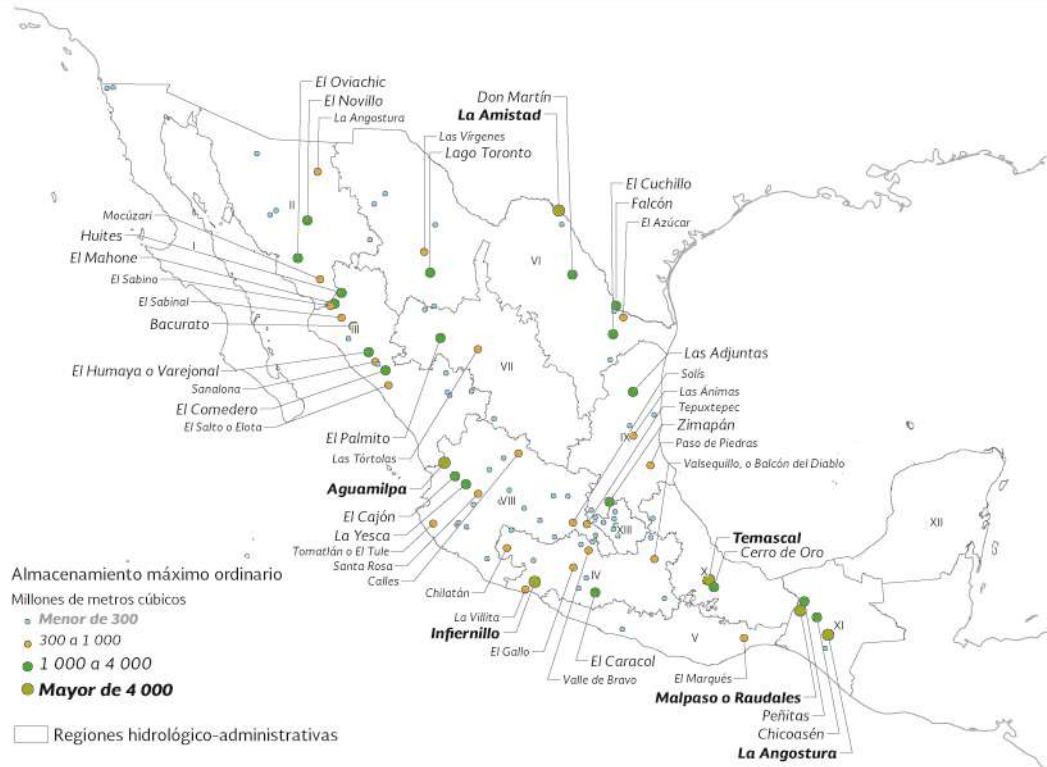 El Oviachic
El Novillo
La Angostura
Las Vírgenes
Lago Toronto
Don Martín
La Amistad
El Cuchillo
Falcón
El Azúcar
Mocúzari
Huites
El Mahone
El Sabino
El Sabinal
Bacurato
El Humaya o Varejonal
Sanalona
El Comedero
El Salto o Elota
I
II
III
VI
VII
Las Adjuntas
Solís
Las Ánimas
Tepuxtepec
Zimapán
Paso de Piedras
Valsequillo, o Balcón del Diablo
El Palmito
Las Tórtolas
Aguamilpa
El Cajón
La Yesca
Tomatlán o El Tule
Santa Rosa
Calles
IX
VIII
XIII
XII
Temascal
Cerro de Oro
X
Chilatán
La Villita
Infiernillo
El Gallo
IV
El Caracol
Valle de Bravo
V
XI
El Marqués
Malpaso o Raudales
Peñitas
Chicoasén
La Angostura
Almacenamiento máximo ordinario
Millones de metros cúbicos
Menor de 300
300 a 1 000
1 000 a 4 000
Mayor de 4 000
Regiones hidrológico-administrativas